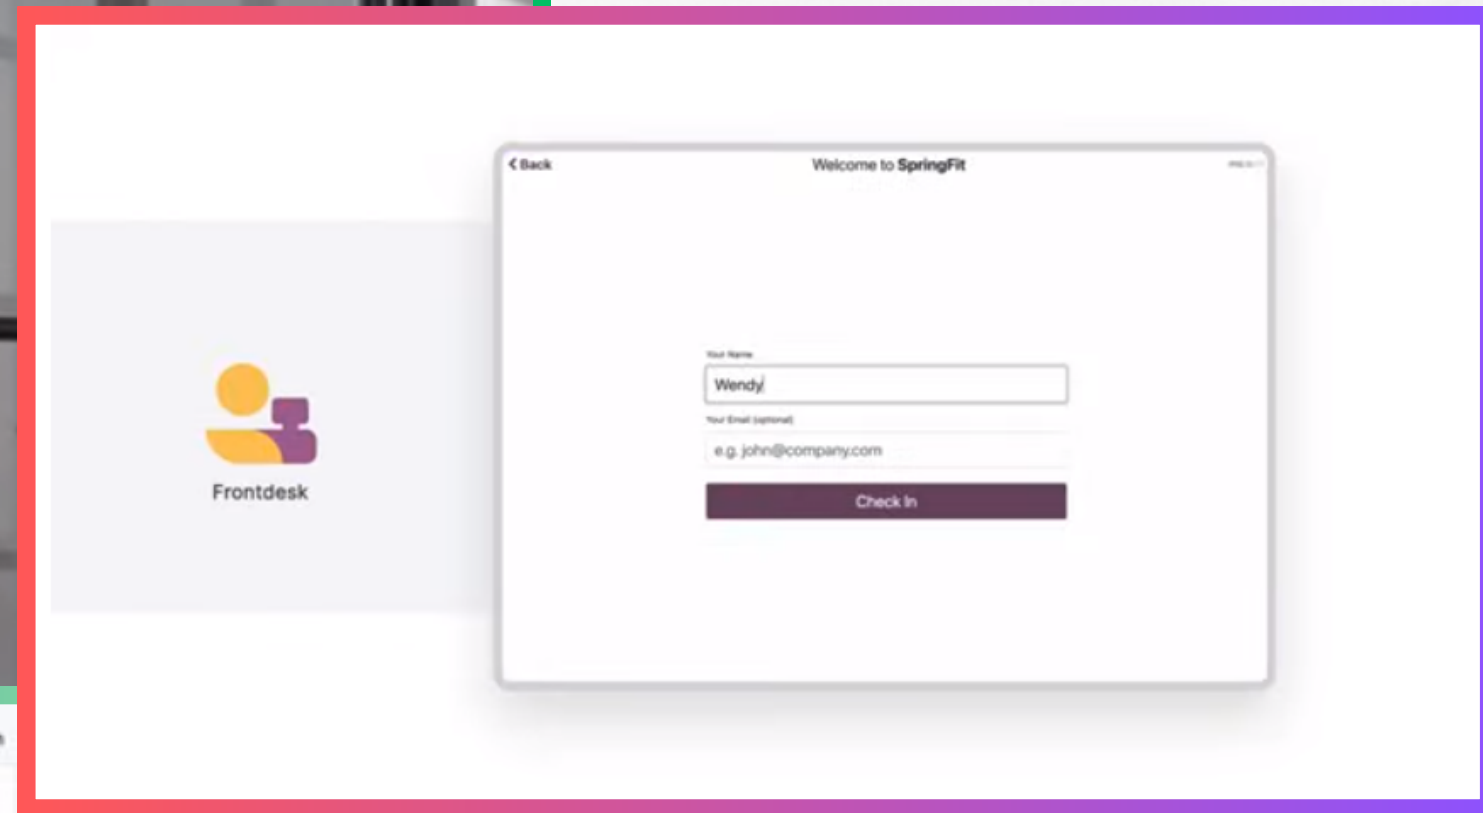 Back
Welcome to SpringFit
Your Name
Wendy
Your Email (optional)
e.g. john@company.com
Check In
Frontdesk